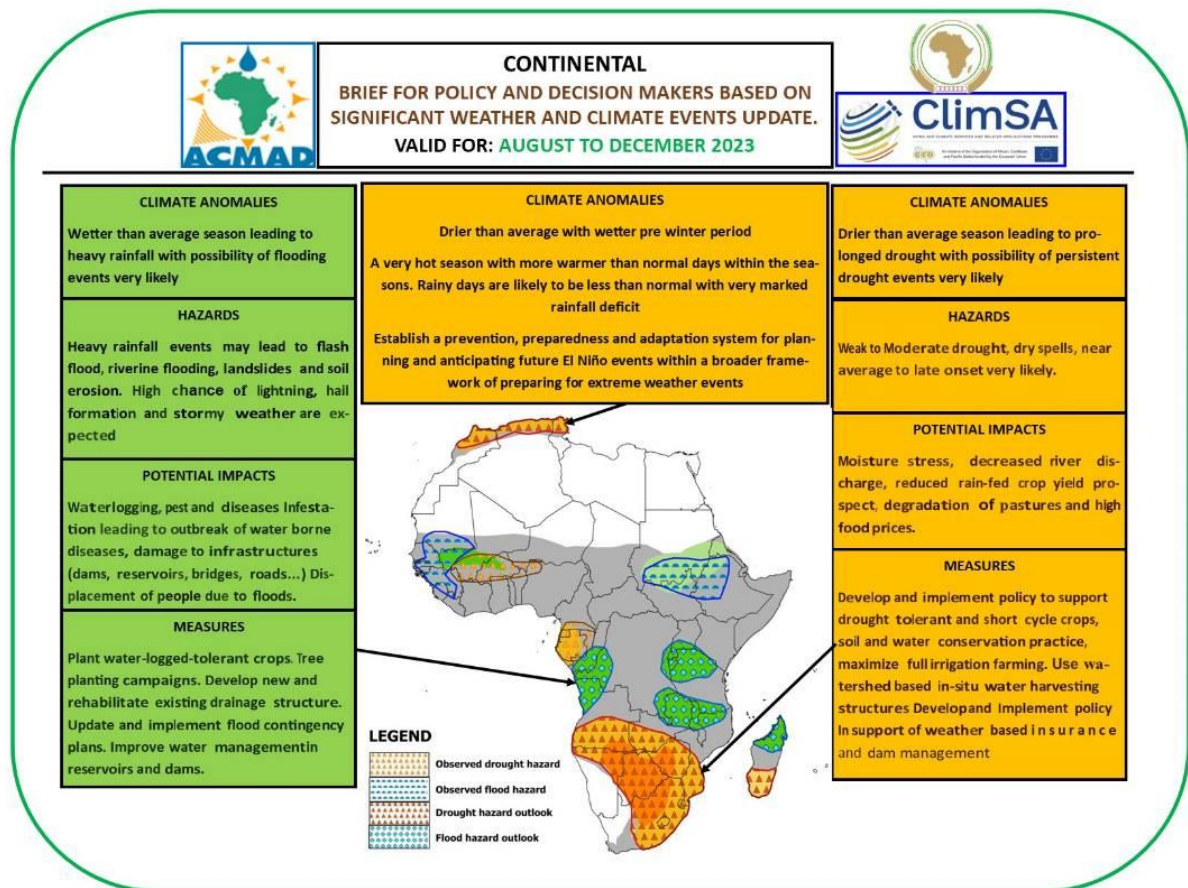 ACMAD
CONTINENTAL
BRIEF FOR POLICY AND DECISION MAKERS BASED ON
SIGNIFICANT WEATHER AND CLIMATE EVENTS UPDATE.
VALID FOR: AUGUST TO DECEMBER 2023
ClimSA
CLIMATE ANOMALIES
Wetter than average season leading to
heavy rainfall with possibility of flooding
events very likely
HAZARDS
Heavy rainfall events may lead to flash
flood, riverine flooding, landslides and soil
erosion. High chance of lightning, hail
formation and stormy weather are ex-
pected
POTENTIAL IMPACTS
Waterlogging, pest and diseases Infesta-
tion leading to outbreak of water borne
diseases, damage to infrastructures
(dams, reservoirs, bridges, roads...) Dis-
placement of people due to floods.
MEASURES
Plant water-logged-tolerant crops. Tree
planting campaigns. Develop new and
rehabilitate existing drainage structure.
Update and implement flood contingency
plans. Improve water managementin
reservoirs and dams.
CLIMATE ANOMALIES
Drier than average with wetter pre winter period
A very hot season with more warmer than normal days within the sea-
sons. Rainy days are likely to be less than normal with very marked
rainfall deficit
Establish a prevention, preparedness and adaptation system for plan-
ning and anticipating future El Niño events within a broader frame-
work of preparing for extreme weather events
CLIMATE ANOMALIES
Drier than average season leading to pro-
longed drought with possibility of persistent
drought events very likely
HAZARDS
Weak to Moderate drought, dry spells, near
average to late onset very likely.
POTENTIAL IMPACTS
Moisture stress, decreased river dis-
charge, reduced rain-fed crop yield pro-
spect, degradation of pastures and high
food prices.
MEASURES
Develop and implement policy to support
drought tolerant and short cycle crops,
soil and water conservation practice,
maximize full irrigation farming. Use wa-
tershed based in-situ water harvesting
structures Developand Implement policy
In support of weather based insurance
and dam management
LEGEND
Observed drought hazard
Observed flood hazard
Drought hazard outlook
Flood hazard outlook